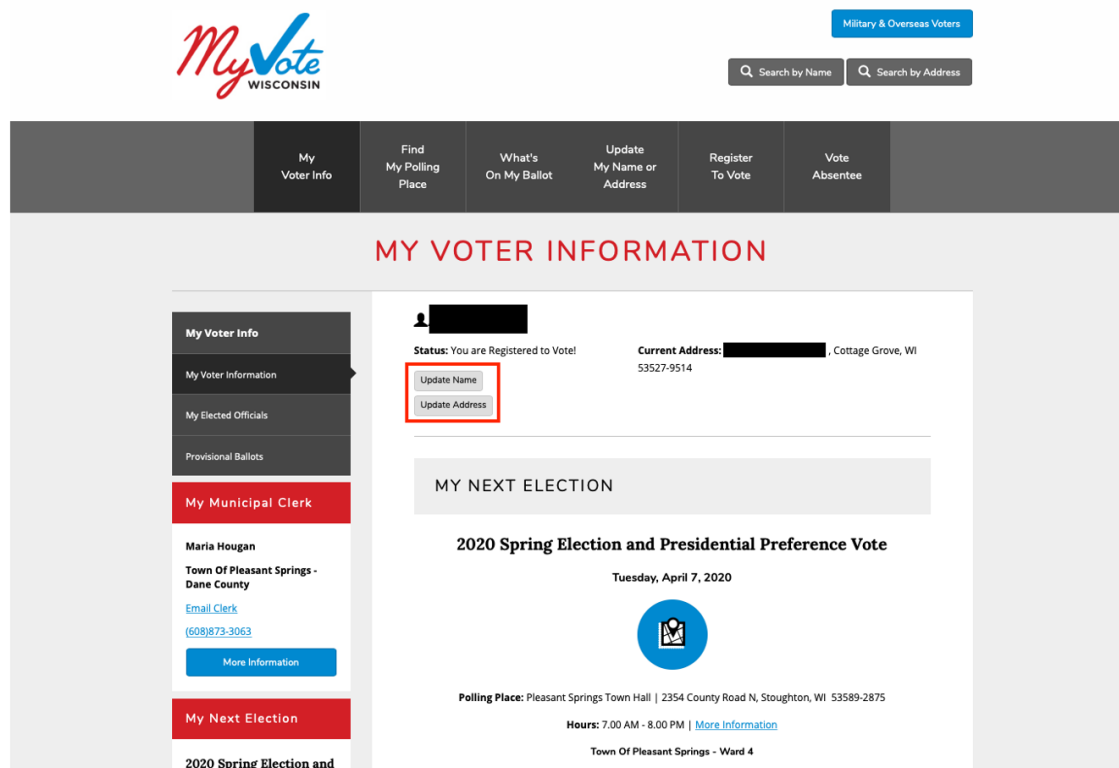 My Vote
WISCONSIN
Military & Overseas Voters
Search by Name
Search by Address
My
Voter Info
Find
My Polling
Place
What's
On My Ballot
Update
My Name or
Address
Register
To Vote
Vote
Absentee
MY VOTER INFORMATION
My Voter Info
My Voter Information
My Elected Officials
Provisional Ballots
My Municipal Clerk
Maria Hougan
Town Of Pleasant Springs -
Dane County
Email Clerk
(608)873-3063
More Information
My Next Election
2020 Spring Election and
Status: You are Registered to Vote!
Update Name
Update Address
Current Address: , Cottage Grove, WI
53527-9514
MY NEXT ELECTION
2020 Spring Election and Presidential Preference Vote
Tuesday, April 7, 2020
Polling Place: Pleasant Springs Town Hall | 2354 County Road N, Stoughton, WI 53589-2875
Hours: 7.00 AM - 8.00 PM | More Information
Town Of Pleasant Springs - Ward 4